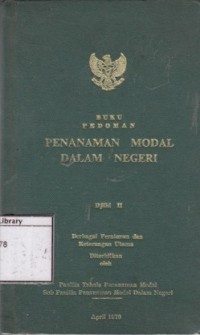 BUKU
PEDOMAN
PENANAMAN MODAL
DALAM NEGERI
Berbagai Peraturan dan
Keterangan Utama
Diterbitkan
oleh
Panitia Teknis Penanaman Modal
Sub Panitia Penanaman Modal Dalam Negeri
April 1970
Library
78